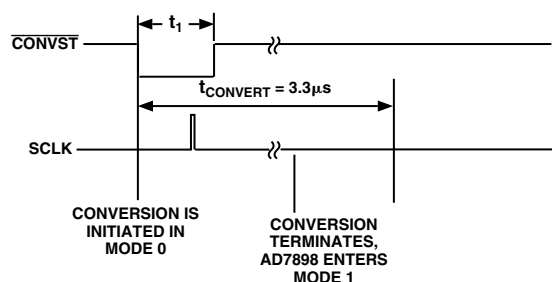 t1
CONVST
tCONVERT = 3.3μs
SCLK
CONVERSION IS
INITIATED IN
MODE 0
CONVERSION
TERMINATES,
AD7898 ENTERS
MODE 1